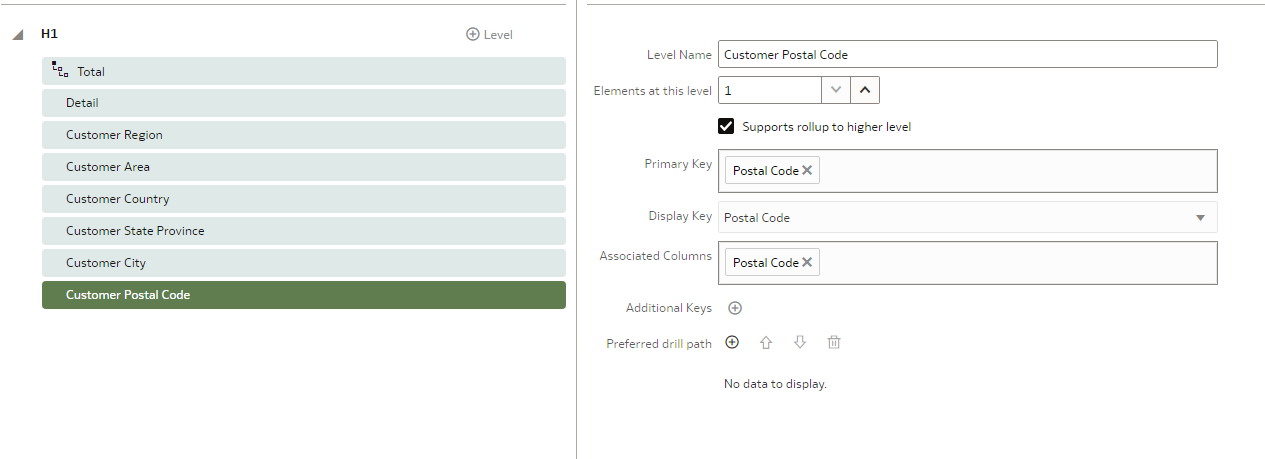 H1
Level
Total
Detail
Customer Region
Customer Area
Customer Country
Customer State Province
Customer City
Customer Postal Code
Level Name Customer Postal Code
Elements at this level 1
Supports rollup to higher level
Primary Key Postal Code
Display Key Postal Code
Associated Columns Postal Code
Additional Keys
Preferred drill path
No data to display.